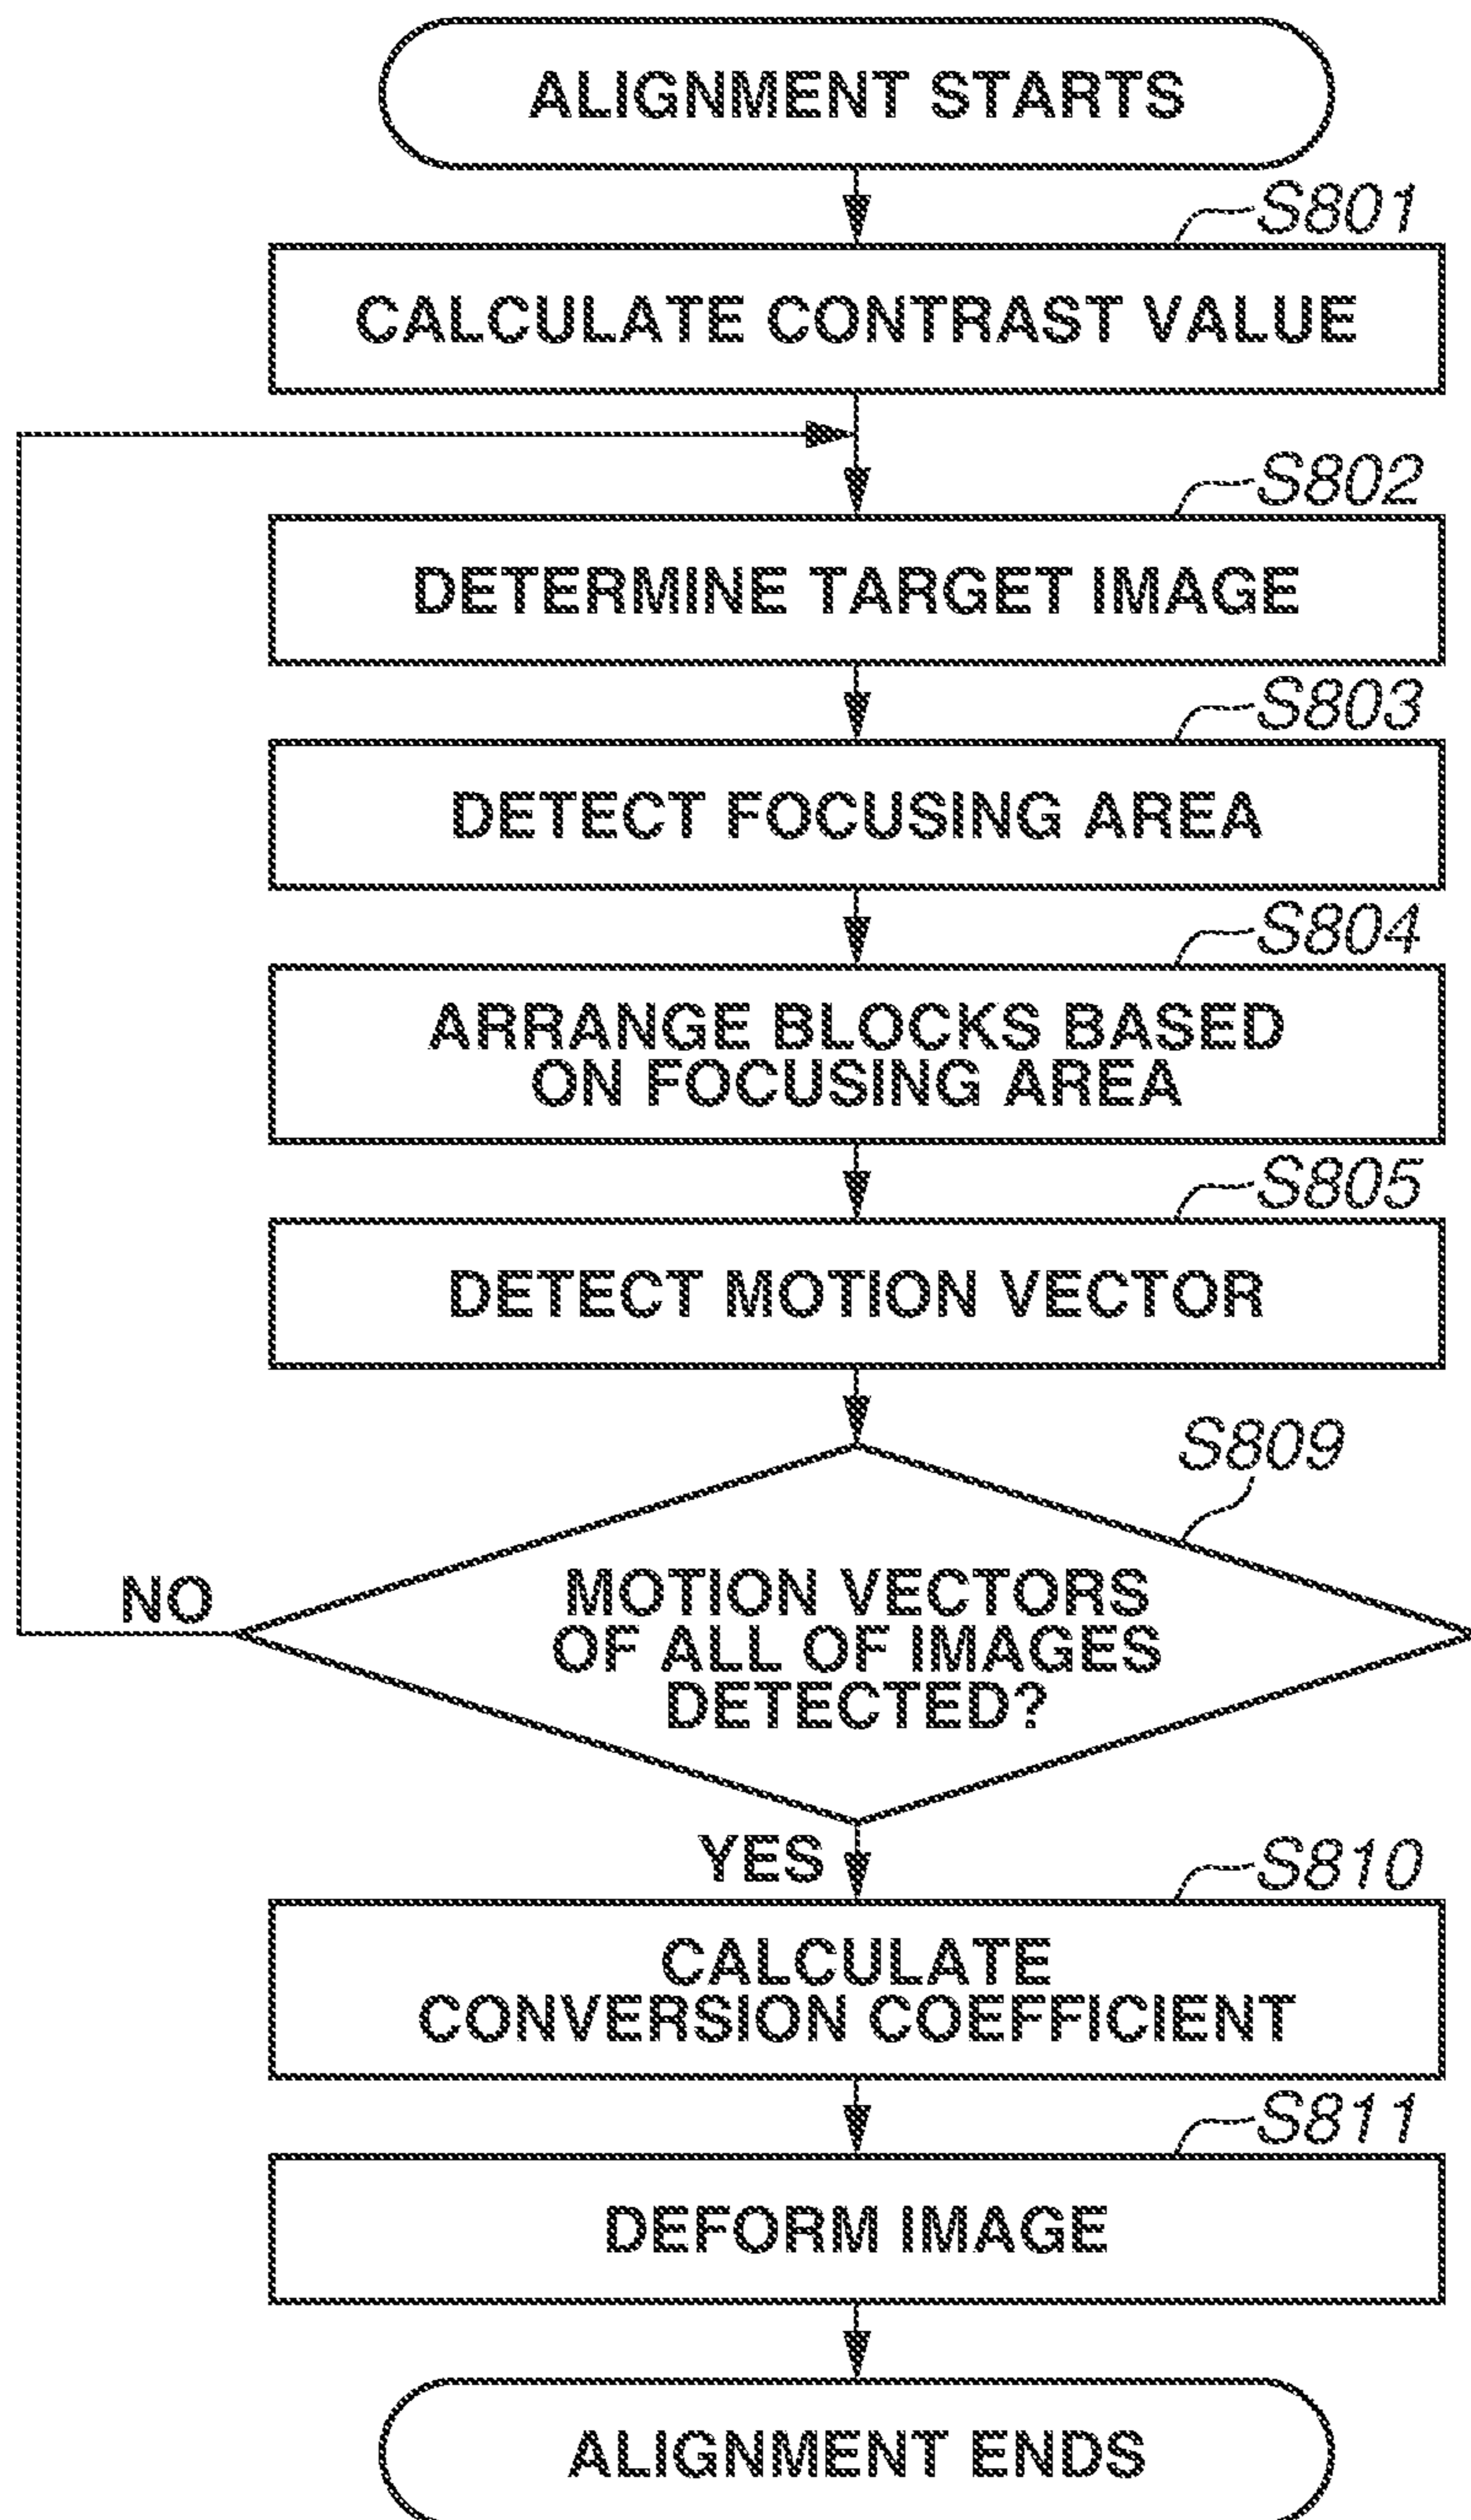 ALIGNMENT STARTS
S801
CALCULATE CONTRAST VALUE
S802
DETERMINE TARGET IMAGE
S803
DETECT FOCUSING AREA
S804
ARRANGE BLOCKS BASED
ON FOCUSING AREA
S805
DETECT MOTION VECTOR
S809
NO
MOTION VECTORS
OF ALL OF IMAGES
DETECTED?
YES
S810
CALCULATE
CONVERSION COEFFICIENT
S811
DEFORM IMAGE
ALIGNMENT ENDS